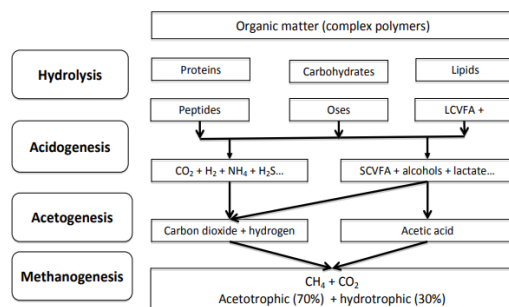 Organic matter (complex polymers)
Hydrolysis
Proteins
Carbohydrates
Lipids
Peptides
Oses
LCVFA +
Acidogenesis
CO₂ + H₂ + NH₄ + H₂S...
SCVFA + alcohols + lactate...
Acetogenesis
Carbon dioxide + hydrogen
Acetic acid
Methanogenesis
CH₄ + CO₂
Acetotrophic (70%) + hydrotrophic (30%)